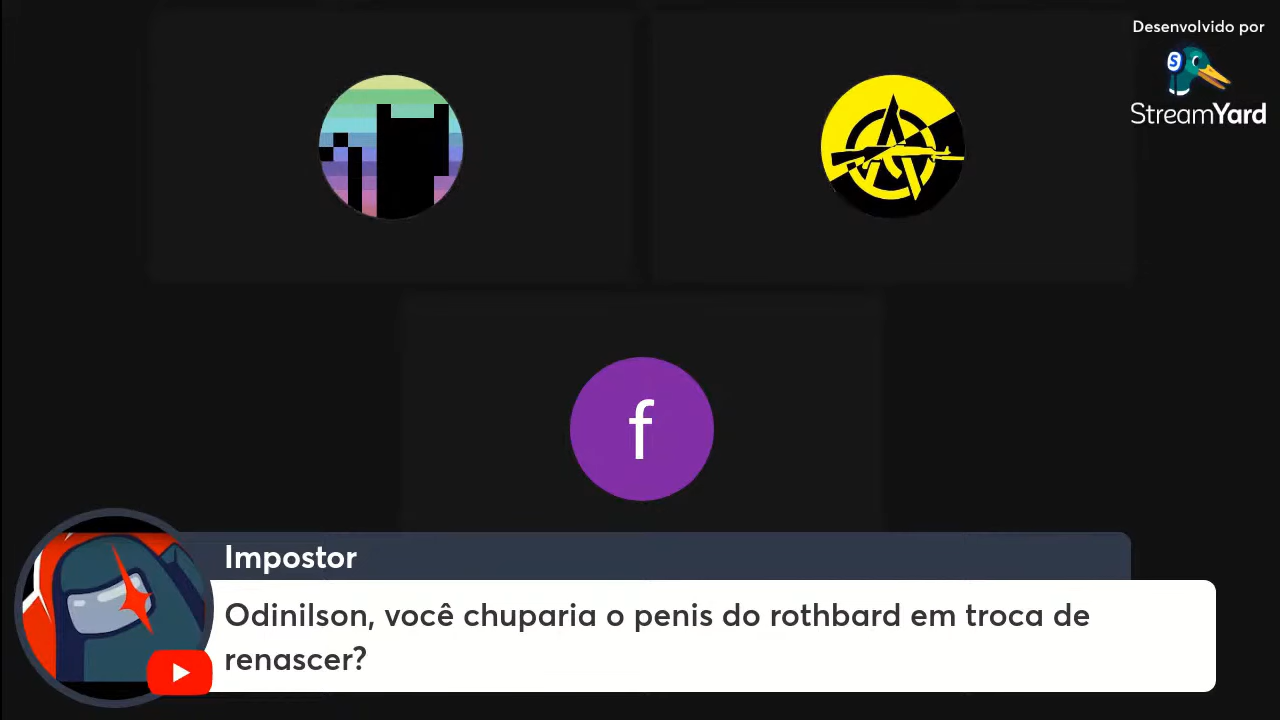 Desenvolvido por
S
StreamYard
f
Impostor
Odinilson, você chuparia o penis do rothbard em troca de
renascer?